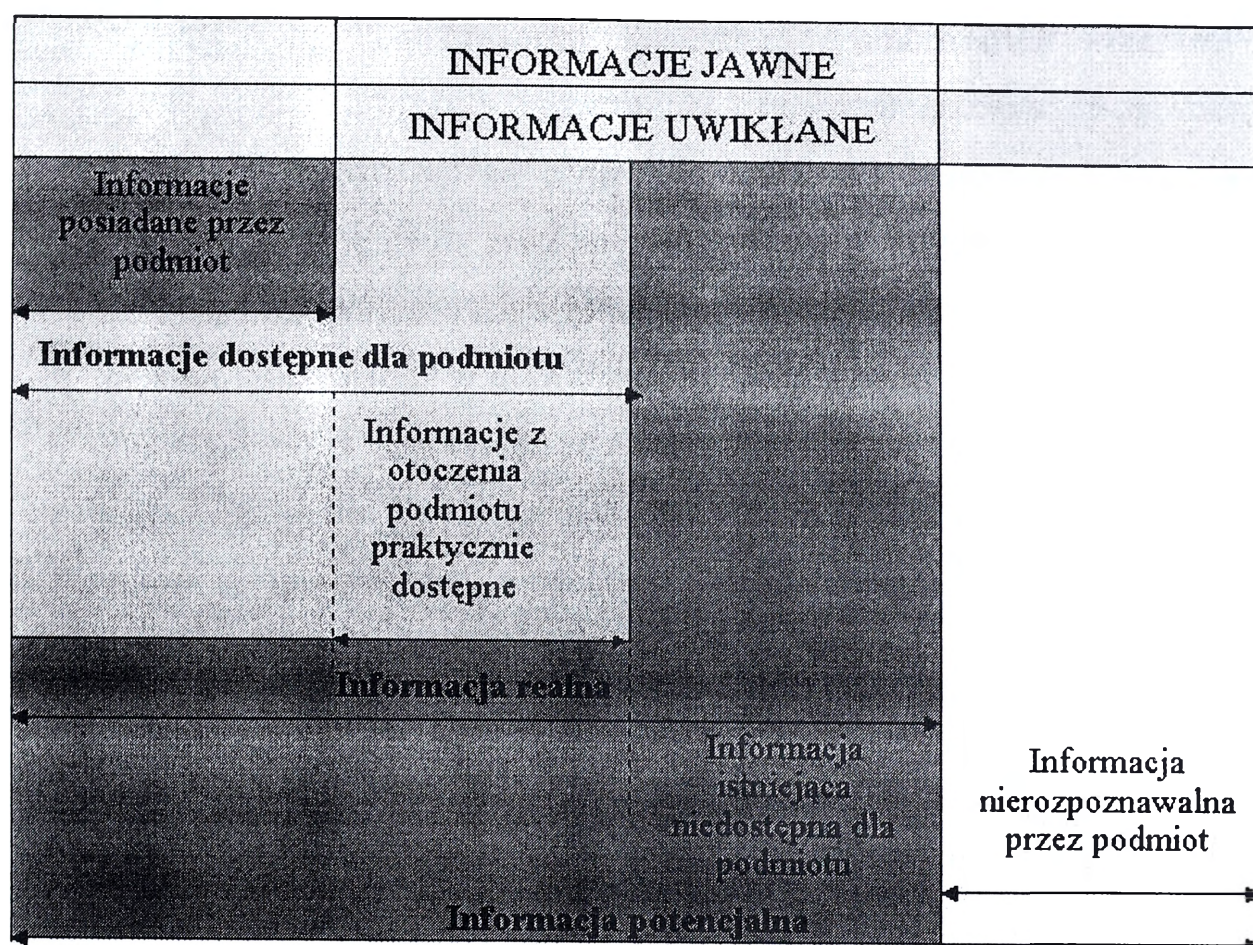 INFORMACJE JAWNE
INFORMACJE UWIKŁANE
Informacje
posiadane przez
podmiot
Informacje dostępne dla podmiotu
Informacje z
otoczenia
podmiotu
praktycznie
dostępne
Informacja realna
Informacja
istniejąca
niedostępna dla
podmiotu
Informacja
nierozpoznawalna
przez podmiot
Informacja potencjalna